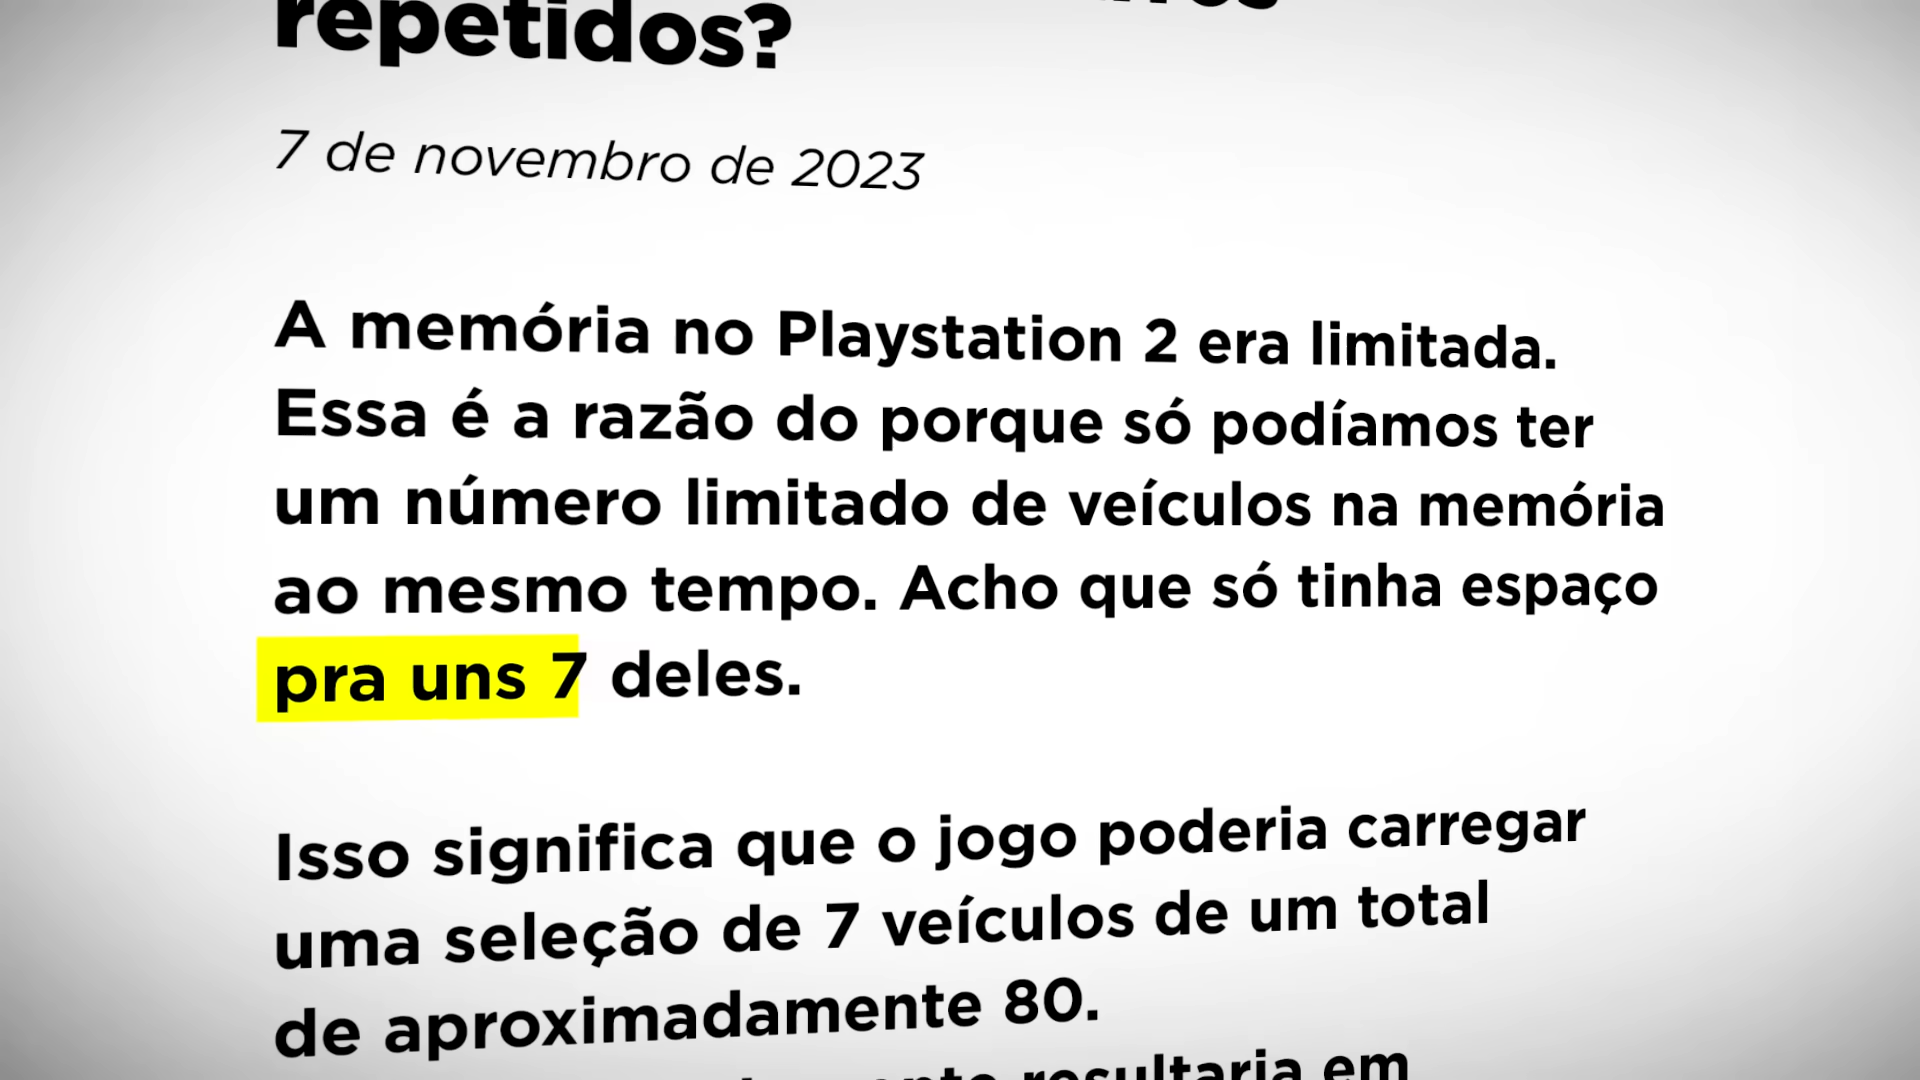 repetidos?
7 de novembro de 2023
A memória no Playstation 2 era limitada.
Essa é a razão do porque só podíamos ter
um número limitado de veículos na memória
ao mesmo tempo. Acho que só tinha espaço
pra uns 7 deles.
Isso significa que o jogo poderia carregar
uma seleção de 7 veículos de um total
de aproximadamente 80.
resultaria em